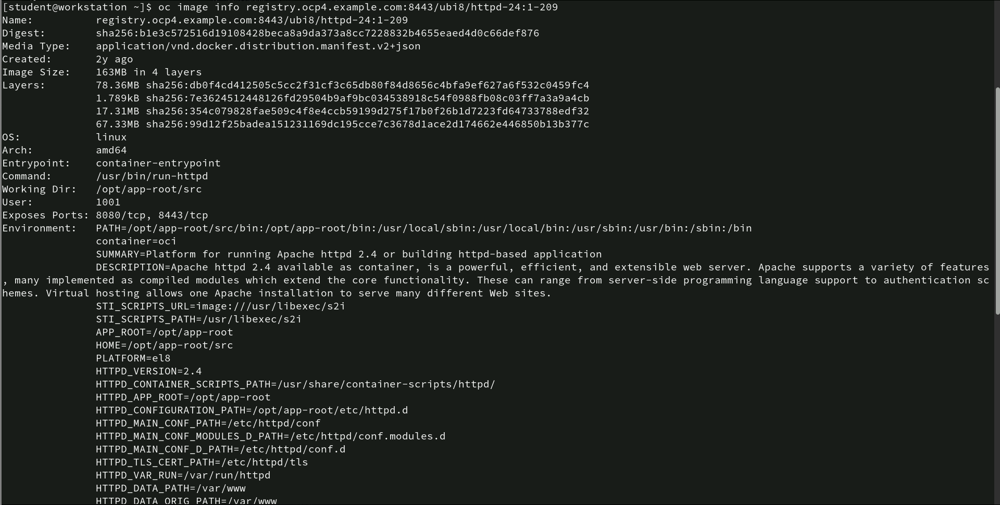 [student@workstation ~]$ oc image info registry.ocp4.example.com:8443/ubi8/httpd-24:1-209
Name:          registry.ocp4.example.com:8443/ubi8/httpd-24:1-209
Digest:        sha256:b1e3c572516d19108428beca8a9da373a8cc7228832b4655eaed4d0c66def876
Media Type:    application/vnd.docker.distribution.manifest.v2+json
Created:       2y ago
Image Size:    163MB in 4 layers
Layers:        78.36MB sha256:db0f4cd412505c5cc2f31cf3c65db80f84d8656c4bfa9ef627a6f532c0459fc4
               1.789kB sha256:7e3624512448126fd29504b9af9bc034538918c54f0988fb08c03ff7a3a9a4cb
               17.31MB sha256:354c079828fae509c4f8e4ccb59199d275f17b0f26b1d7223fd64733788edf32
               67.33MB sha256:99d12f25badea151231169dc195cce7c3678d1ace2d174662e446850b13b377c
OS:            linux
Arch:          amd64
Entrypoint:    container-entrypoint
Command:       /usr/bin/run-httpd
Working Dir:   /opt/app-root/src
User:          1001
Exposes Ports: 8080/tcp, 8443/tcp
Environment:   PATH=/opt/app-root/src/bin:/opt/app-root/bin:/usr/local/sbin:/usr/local/bin:/usr/sbin:/usr/bin:/sbin:/bin
               container=oci
               SUMMARY=Platform for running Apache httpd 2.4 or building httpd-based application
               DESCRIPTION=Apache httpd 2.4 available as container, is a powerful, efficient, and extensible web server. Apache supports a variety of features
, many implemented as compiled modules which extend the core functionality. These can range from server-side programming language support to authentication sc
hemes. Virtual hosting allows one Apache installation to serve many different Web sites.
               STI_SCRIPTS_URL=image:///usr/libexec/s2i
               STI_SCRIPTS_PATH=/usr/libexec/s2i
               APP_ROOT=/opt/app-root
               HOME=/opt/app-root/src
               PLATFORM=el8
               HTTPD_VERSION=2.4
               HTTPD_CONTAINER_SCRIPTS_PATH=/usr/share/container-scripts/httpd/
               HTTPD_APP_ROOT=/opt/app-root
               HTTPD_CONFIGURATION_PATH=/opt/app-root/etc/httpd.d
               HTTPD_MAIN_CONF_PATH=/etc/httpd/conf
               HTTPD_MAIN_CONF_MODULES_D_PATH=/etc/httpd/conf.modules.d
               HTTPD_MAIN_CONF_D_PATH=/etc/httpd/conf.d
               HTTPD_TLS_CERT_PATH=/etc/httpd/tls
               HTTPD_VAR_RUN=/var/run/httpd
               HTTPD_DATA_PATH=/var/www
               HTTPD_DATA_ORIG_PATH=/var/www